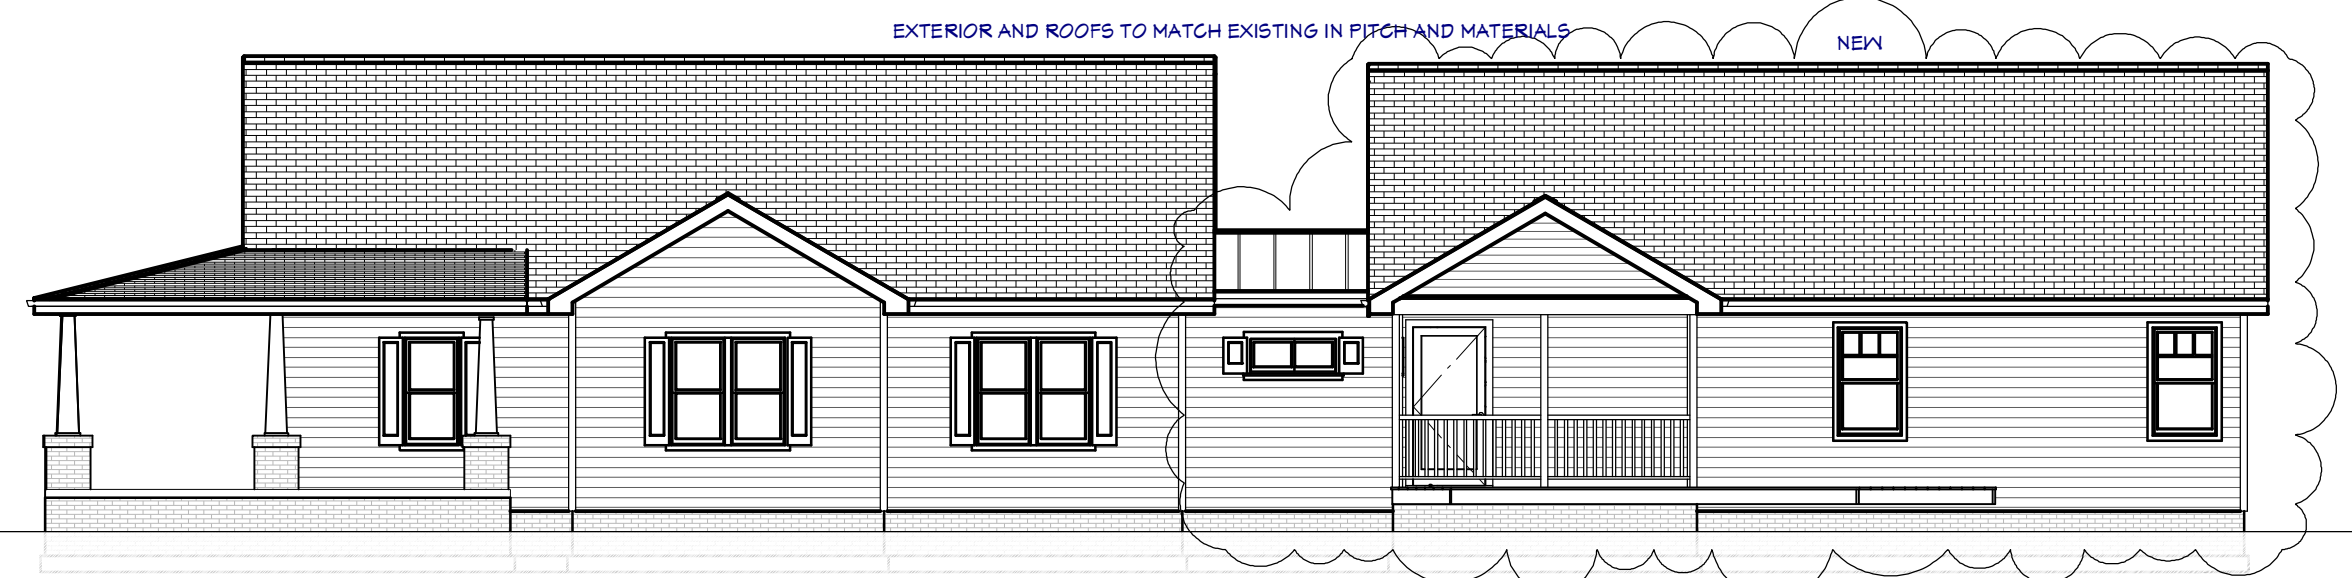 EXTERIOR AND ROOFS TO MATCH EXISTING IN PITCH AND MATERIALS
NEW